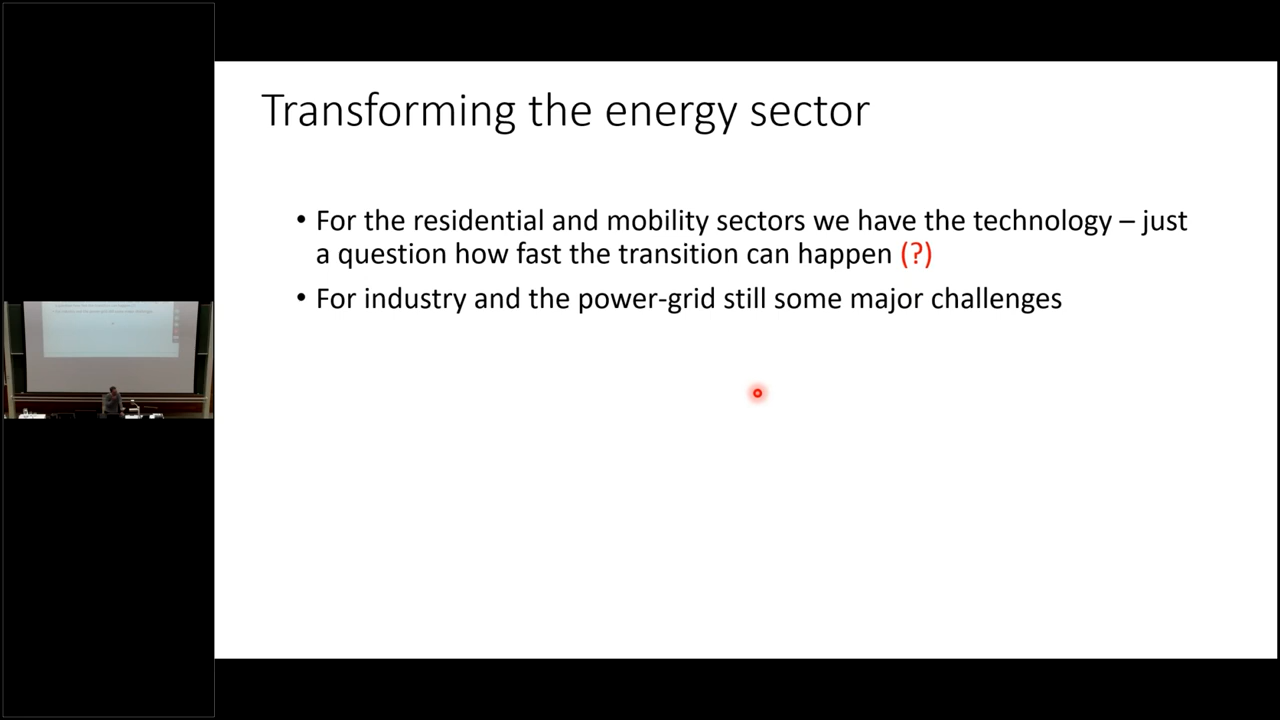 Transforming the energy sector
• For the residential and mobility sectors we have the technology – just
a question how fast the transition can happen (?)
• For industry and the power-grid still some major challenges